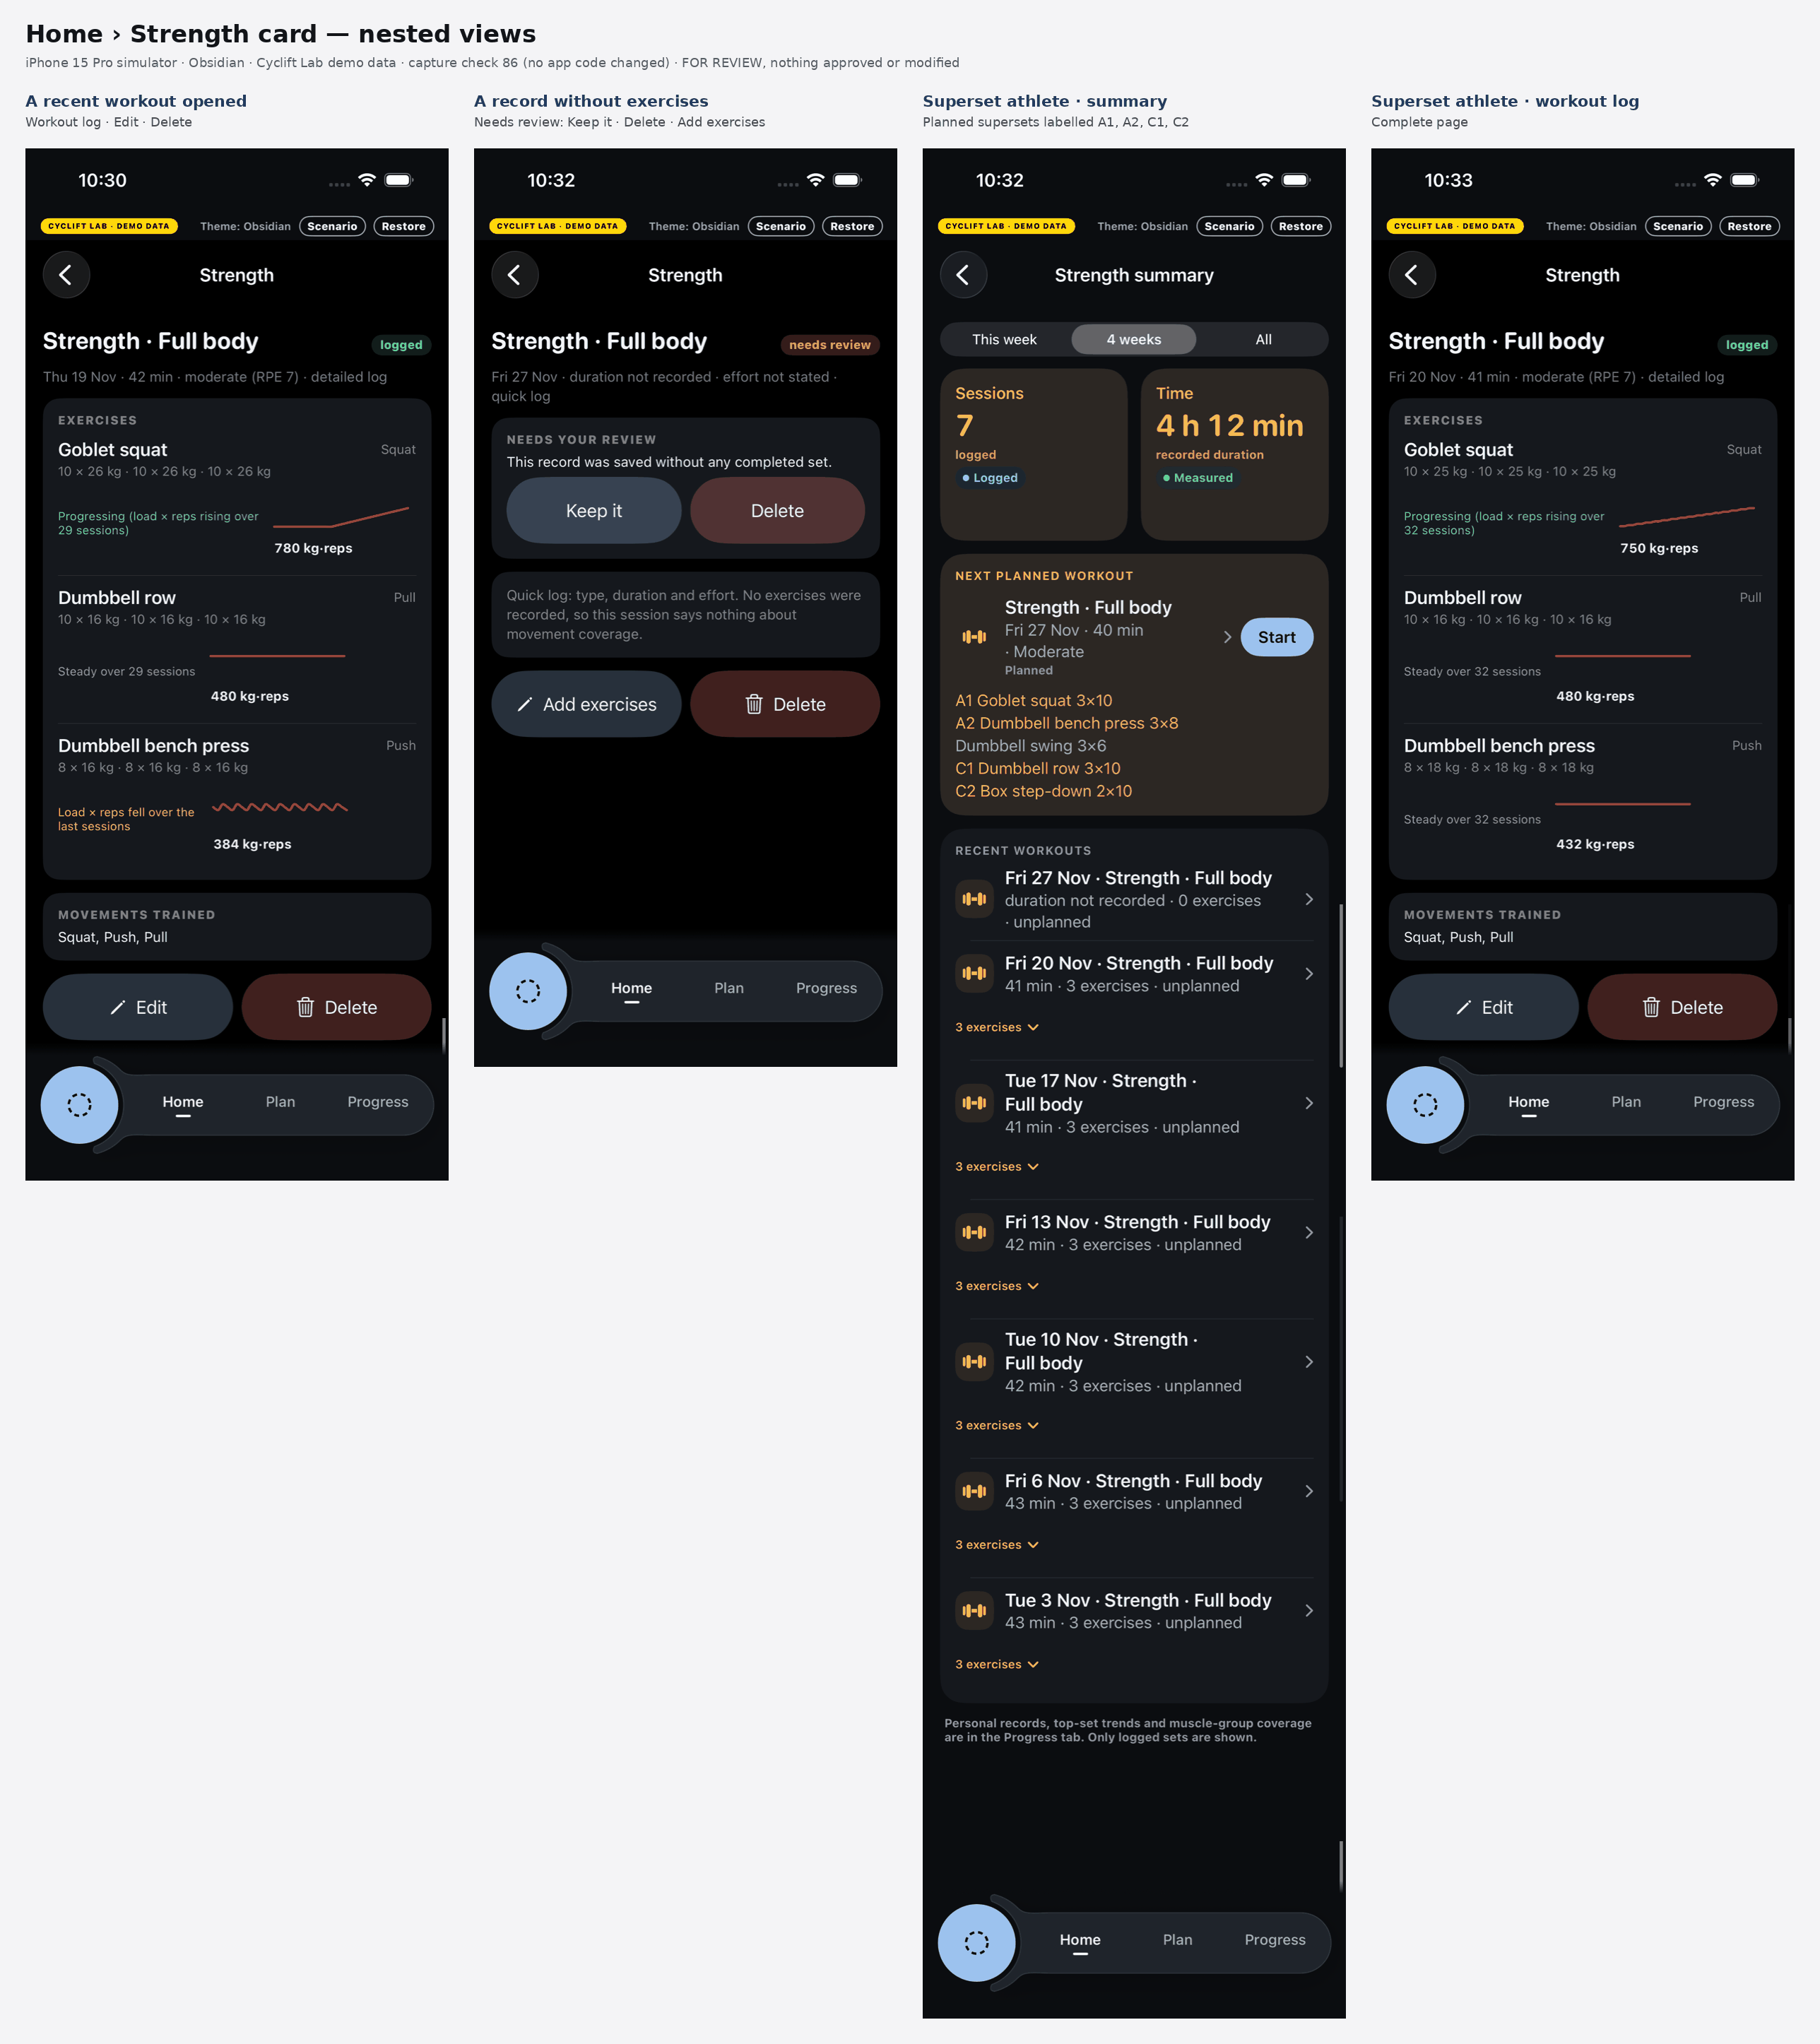 Home › Strength card — nested views
iPhone 15 Pro simulator · Obsidian · Cyclift Lab demo data · capture check 86 (no app code changed) · FOR REVIEW, nothing approved or modified
A recent workout opened
Workout log · Edit · Delete
10:30
CYCLIFT LAB · DEMO DATA
Theme: Obsidian
Scenario
Restore
Strength
Strength · Full body
logged
Thu 19 Nov · 42 min · moderate (RPE 7) · detailed log
EXERCISES
Goblet squat
Squat
10 × 26 kg · 10 × 26 kg · 10 × 26 kg
Progressing (load × reps rising over
29 sessions)
780 kg·reps
Dumbbell row
Pull
10 × 16 kg · 10 × 16 kg · 10 × 16 kg
Steady over 29 sessions
480 kg·reps
Dumbbell bench press
Push
8 × 16 kg · 8 × 16 kg · 8 × 16 kg
Load × reps fell over the
last sessions
384 kg·reps
MOVEMENTS TRAINED
Squat, Push, Pull
Edit
Delete
Home
Plan
Progress
A record without exercises
Needs review: Keep it · Delete · Add exercises
10:32
CYCLIFT LAB · DEMO DATA
Theme: Obsidian
Scenario
Restore
Strength
Strength · Full body
needs review
Fri 27 Nov · duration not recorded · effort not stated ·
quick log
NEEDS YOUR REVIEW
This record was saved without any completed set.
Keep it
Delete
Quick log: type, duration and effort. No exercises were
recorded, so this session says nothing about
movement coverage.
Add exercises
Delete
Home
Plan
Progress
Superset athlete · summary
Planned supersets labelled A1, A2, C1, C2
10:32
CYCLIFT LAB · DEMO DATA
Theme: Obsidian
Scenario
Restore
Strength summary
This week
4 weeks
All
Sessions
7
logged
Logged
Time
4 h 12 min
recorded duration
Measured
NEXT PLANNED WORKOUT
Strength · Full body
Fri 27 Nov · 40 min
· Moderate
Planned
Start
A1 Goblet squat 3×10
A2 Dumbbell bench press 3×8
Dumbbell swing 3×6
C1 Dumbbell row 3×10
C2 Box step-down 2×10
RECENT WORKOUTS
Fri 27 Nov · Strength · Full body
duration not recorded · 0 exercises
· unplanned
Fri 20 Nov · Strength · Full body
41 min · 3 exercises · unplanned
3 exercises
Tue 17 Nov · Strength ·
Full body
41 min · 3 exercises · unplanned
3 exercises
Fri 13 Nov · Strength · Full body
42 min · 3 exercises · unplanned
3 exercises
Tue 10 Nov · Strength ·
Full body
42 min · 3 exercises · unplanned
3 exercises
Fri 6 Nov · Strength · Full body
43 min · 3 exercises · unplanned
3 exercises
Tue 3 Nov · Strength · Full body
43 min · 3 exercises · unplanned
3 exercises
Personal records, top-set trends and muscle-group coverage
are in the Progress tab. Only logged sets are shown.
Home
Plan
Progress
Superset athlete · workout log
Complete page
10:33
CYCLIFT LAB · DEMO DATA
Theme: Obsidian
Scenario
Restore
Strength
Strength · Full body
logged
Fri 20 Nov · 41 min · moderate (RPE 7) · detailed log
EXERCISES
Goblet squat
Squat
10 × 25 kg · 10 × 25 kg · 10 × 25 kg
Progressing (load × reps rising over
32 sessions)
750 kg·reps
Dumbbell row
Pull
10 × 16 kg · 10 × 16 kg · 10 × 16 kg
Steady over 32 sessions
480 kg·reps
Dumbbell bench press
Push
8 × 18 kg · 8 × 18 kg · 8 × 18 kg
Steady over 32 sessions
432 kg·reps
MOVEMENTS TRAINED
Squat, Push, Pull
Edit
Delete
Home
Plan
Progress